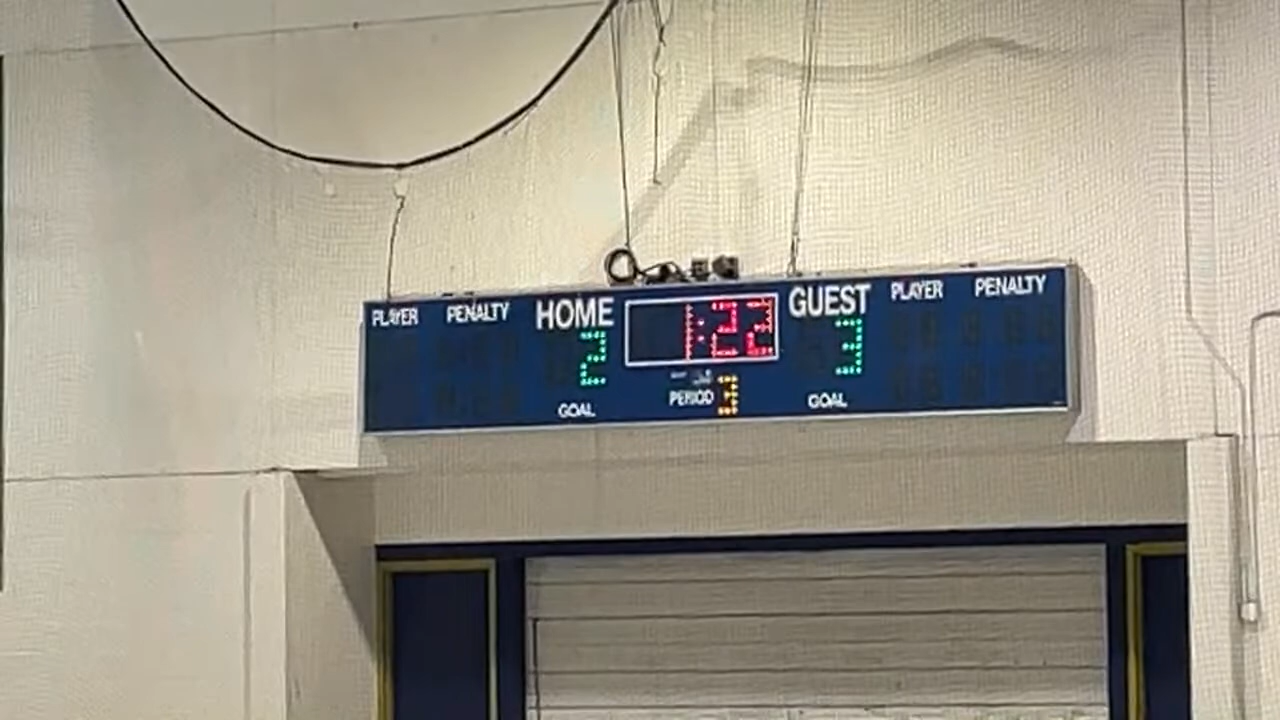 PLAYER PENALTY HOME 1:22 GUEST PLAYER PENALTY
2 3
PERIOD 3
GOAL GOAL